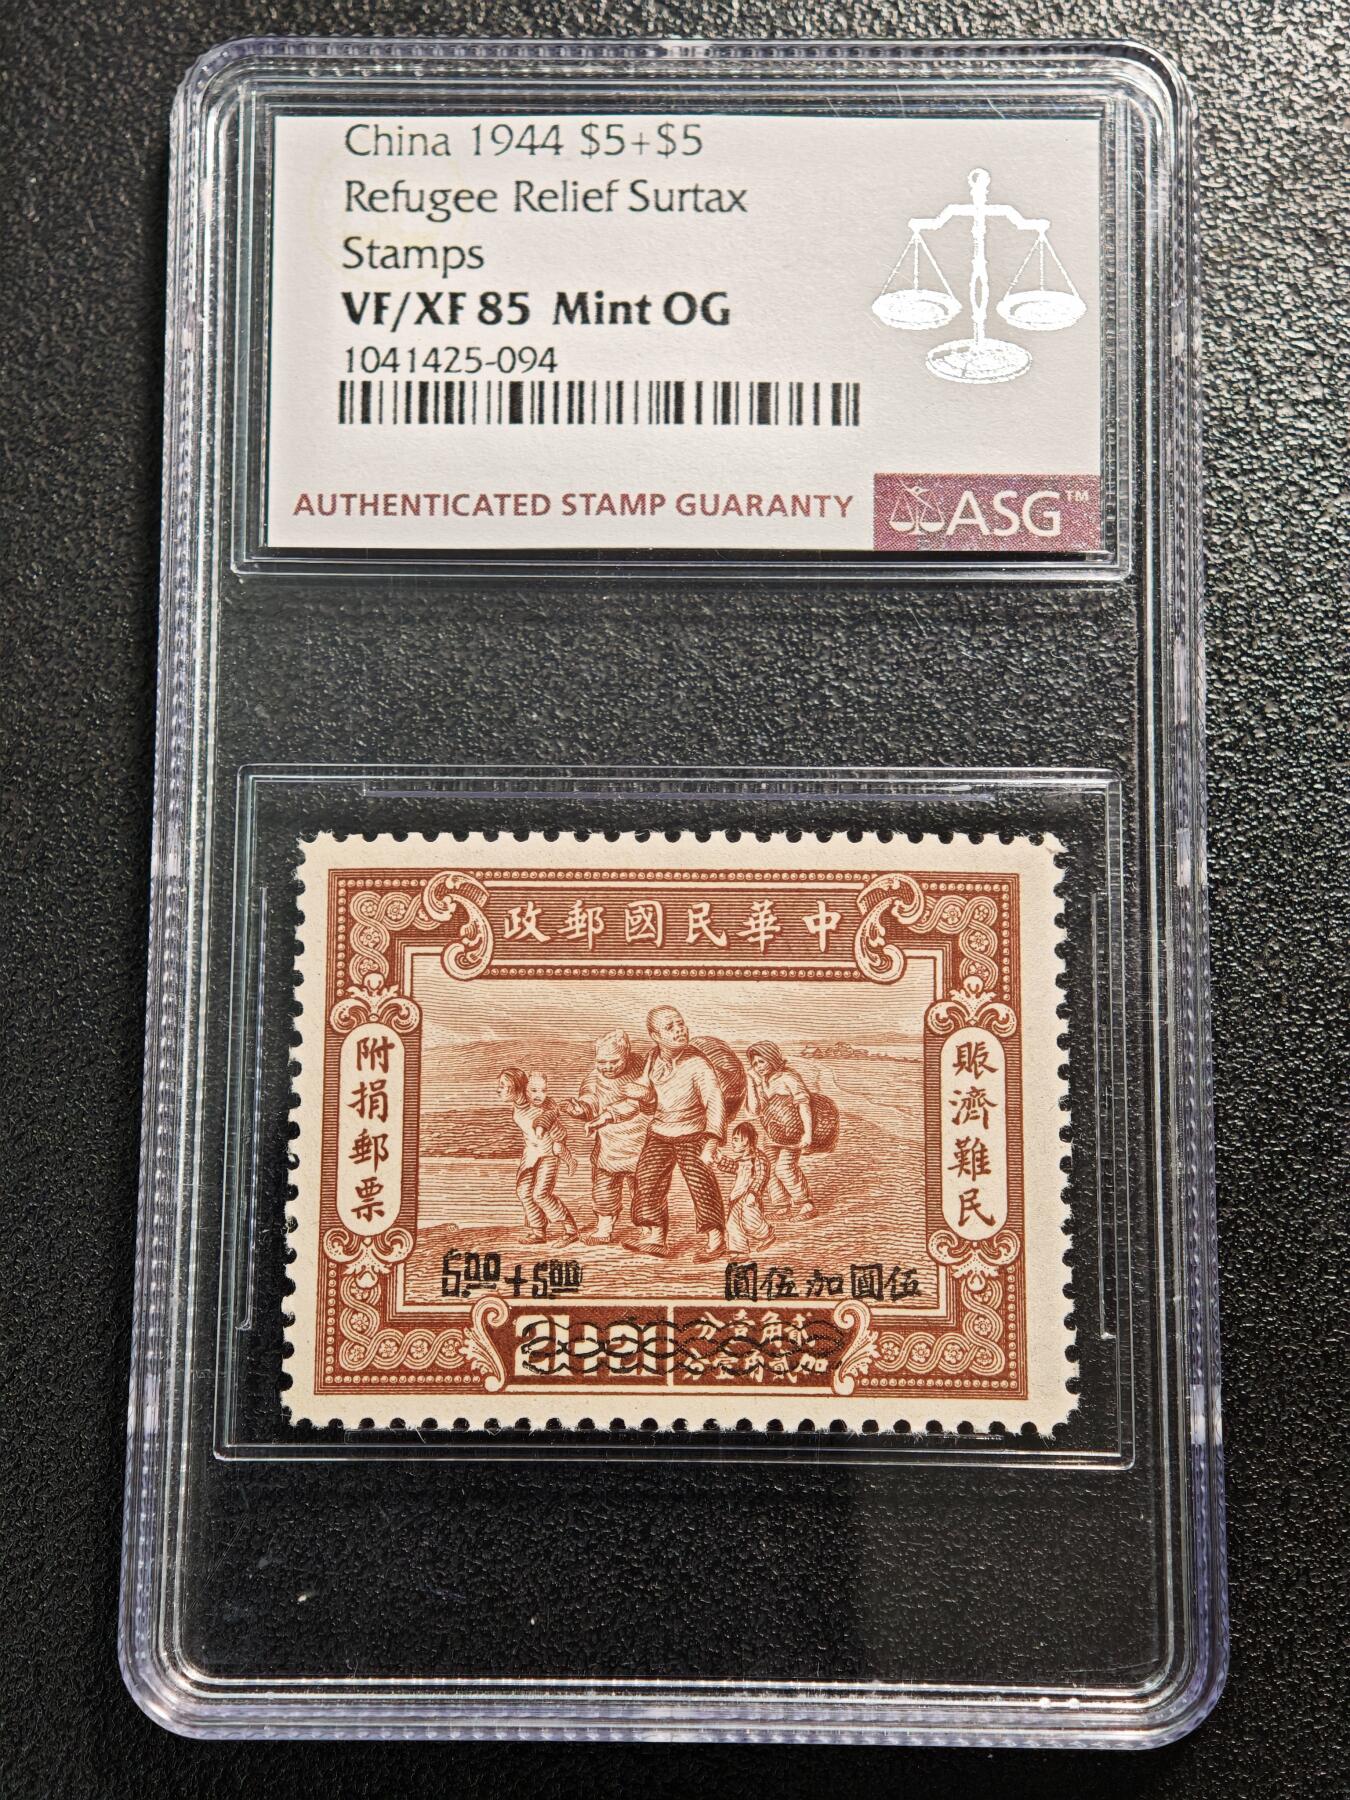 China 1944 $5+$5
Refugee Relief Surtax
Stamps
VF/XF 85 Mint OG
1041425-094
AUTHENTICATED STAMP GUARANTY
ASG™
政郵國民華中
附捐郵票
賑濟難民
5.00+5.00
圓伍加圓伍